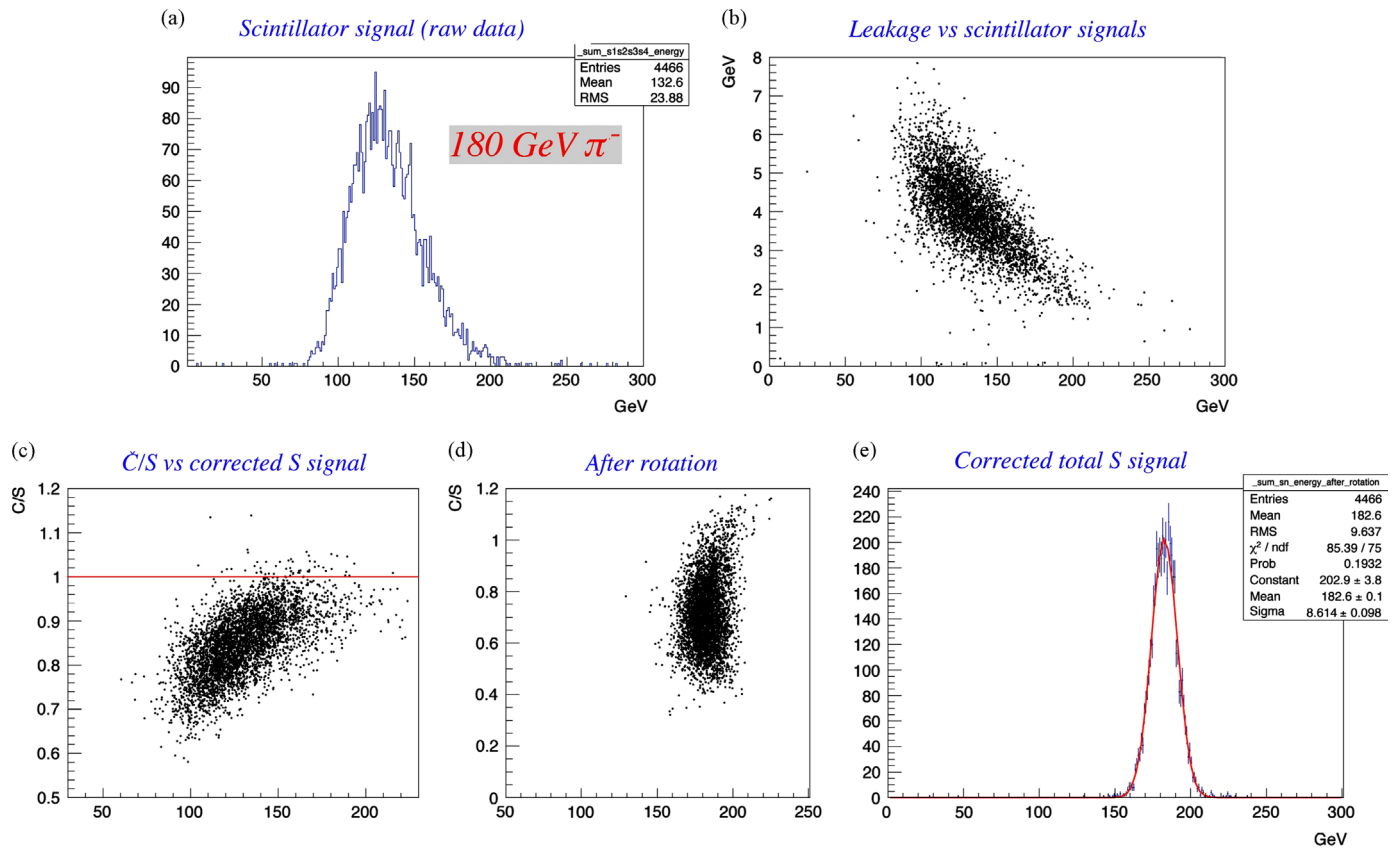 (a)
Scintillator signal (raw data)
_sum_s1s2s3s4_energy
Entries 4466
Mean 132.6
RMS 23.88
180 GeV π⁻
90
80
70
60
50
40
30
20
10
0
50 100 150 200 250 300
GeV
(b)
Leakage vs scintillator signals
GeV
8
7
6
5
4
3
2
1
0
0 50 100 150 200 250 300
GeV
(c)
Č/S vs corrected S signal
C/S
1.2
1.1
1
0.9
0.8
0.7
0.6
0.5
50 100 150 200
(d)
After rotation
C/S
1.2
1
0.8
0.6
0.4
0.2
0
50 100 150 200 250
(e)
Corrected total S signal
_sum_sn_energy_after_rotation
Entries 4466
Mean 182.6
RMS 9.637
χ² / ndf 85.39 / 75
Prob 0.1932
Constant 202.9 ± 3.8
Mean 182.6 ± 0.1
Sigma 8.614 ± 0.098
240
220
200
180
160
140
120
100
80
60
40
20
0
0 50 100 150 200 250 300
GeV